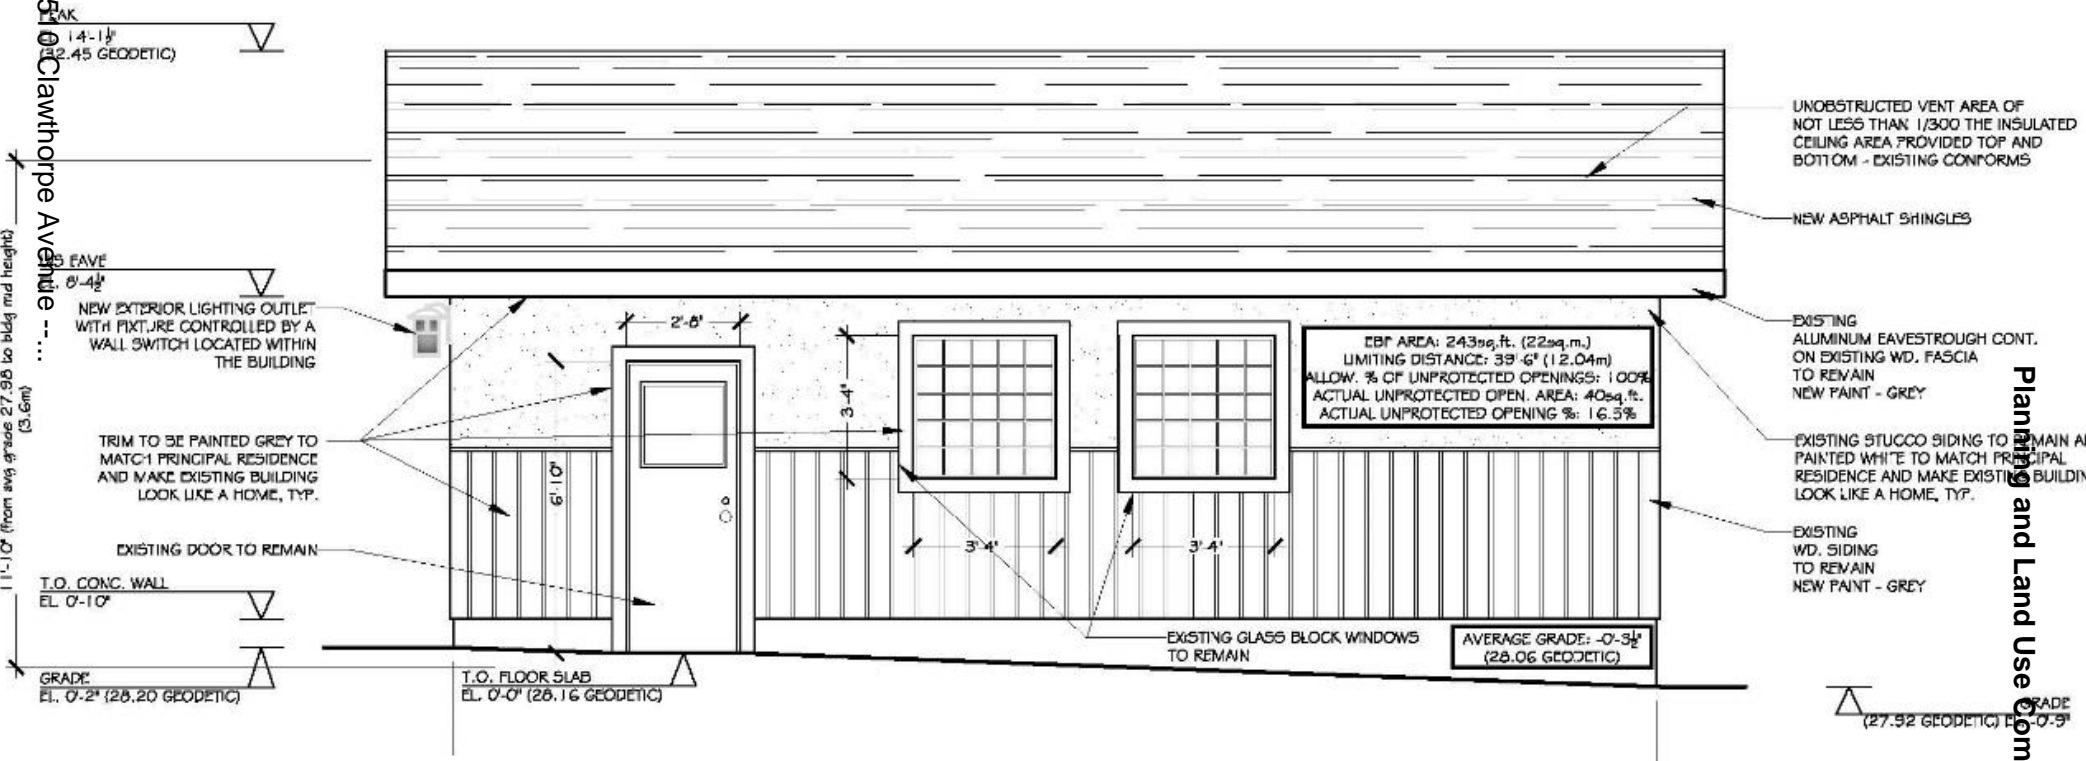 PEAK
EL. 14'-1½"
(32.45 GEODETIC)
510 Clawthorpe Avenue --...
11'-10" (from avg grade 27.98 to bldg mid height)
(3.6m)
U/S EAVE
EL. 8'-4½"
NEW EXTERIOR LIGHTING OUTLET
WITH FIXTURE CONTROLLED BY A
WALL SWITCH LOCATED WITHIN
THE BUILDING
TRIM TO BE PAINTED GREY TO
MATCH PRINCIPAL RESIDENCE
AND MAKE EXISTING BUILDING
LOOK LIKE A HOME, TYP.
EXISTING DOOR TO REMAIN
T.O. CONC. WALL
EL. 0'-10"
GRADE
EL. 0'-2" (28.20 GEODETIC)
2'-8"
6'-10"
3'-4"
3'-4"
3'-4"
EBF AREA: 243sq.ft. (22sq.m.)
LIMITING DISTANCE: 39'-6" (12.04m)
ALLOW. % OF UNPROTECTED OPENINGS: 100%
ACTUAL UNPROTECTED OPEN. AREA: 40sq.ft.
ACTUAL UNPROTECTED OPENING %: 16.5%
T.O. FLOOR SLAB
EL. 0'-0" (28.16 GEODETIC)
EXISTING GLASS BLOCK WINDOWS
TO REMAIN
AVERAGE GRADE: -0'-3½"
(28.06 GEODETIC)
UNOBSTRUCTED VENT AREA OF
NOT LESS THAN 1/300 THE INSULATED
CEILING AREA PROVIDED TOP AND
BOTTOM - EXISTING CONFORMS
NEW ASPHALT SHINGLES
EXISTING
ALUMINUM EAVESTROUGH CONT.
ON EXISTING WD. FASCIA
TO REMAIN
NEW PAINT - GREY
EXISTING STUCCO SIDING TO REMAIN A
PAINTED WHITE TO MATCH PRINCIPAL
RESIDENCE AND MAKE EXISTING BUILDIN
LOOK LIKE A HOME, TYP.
EXISTING
WD. SIDING
TO REMAIN
NEW PAINT - GREY
GRADE
(27.92 GEODETIC) EL. -0'-9"
Planning and Land Use Com